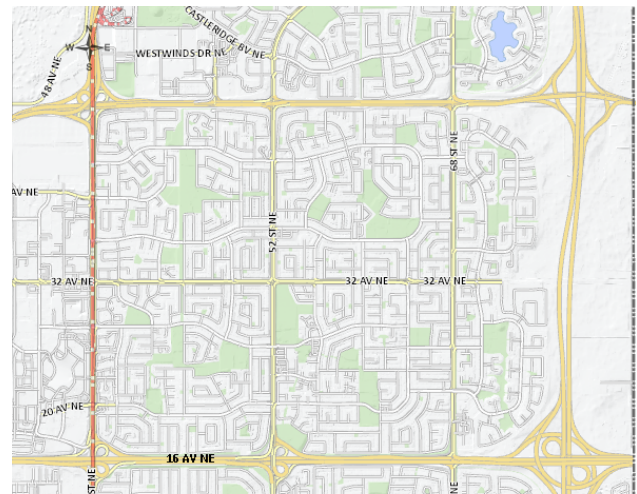 N
W E
S
CASTLERIDGE BV NE
WESTWINDS DR NE
48 AV NE
68 ST NE
AV NE
52 ST NE
32 AV NE
32 AV NE
32 AV NE
20 AV NE
16 AV NE
ST NE
NE